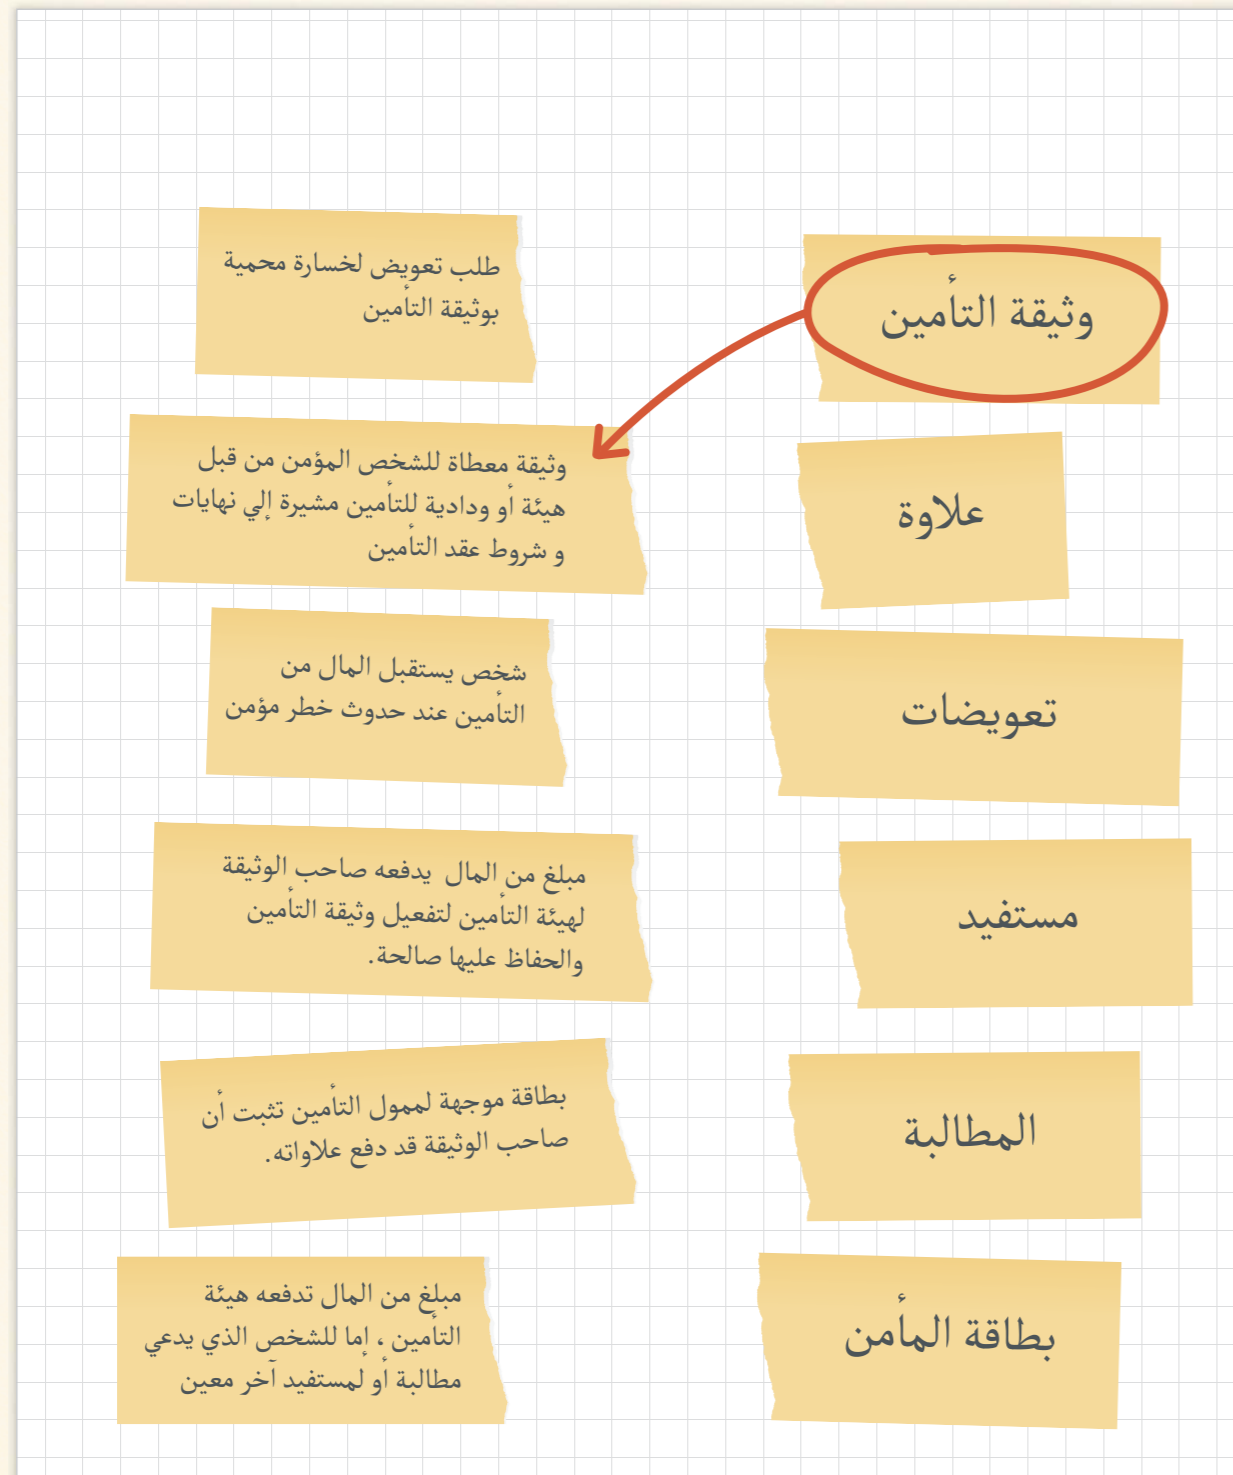 وثيقة التأمين
علاوة
تعويضات
مستفيد
المطالبة
بطاقة المأمن
طلب تعويض لخسارة محمية
بوثيقة التأمين
وثيقة معطاة للشخص المؤمن من قبل
هيئة أو ودادية للتأمين مشيرة إلي نهايات
و شروط عقد التأمين
شخص يستقبل المال من
التأمين عند حدوث خطر مؤمن
مبلغ من المال يدفعه صاحب الوثيقة
لهيئة التأمين لتفعيل وثيقة التأمين
والحفاظ عليها صالحة.
بطاقة موجهة لممول التأمين تثبت أن
صاحب الوثيقة قد دفع علاواته.
مبلغ من المال تدفعه هيئة
التأمين ، إما للشخص الذي يدعي
مطالبة أو لمستفيد آخر معين